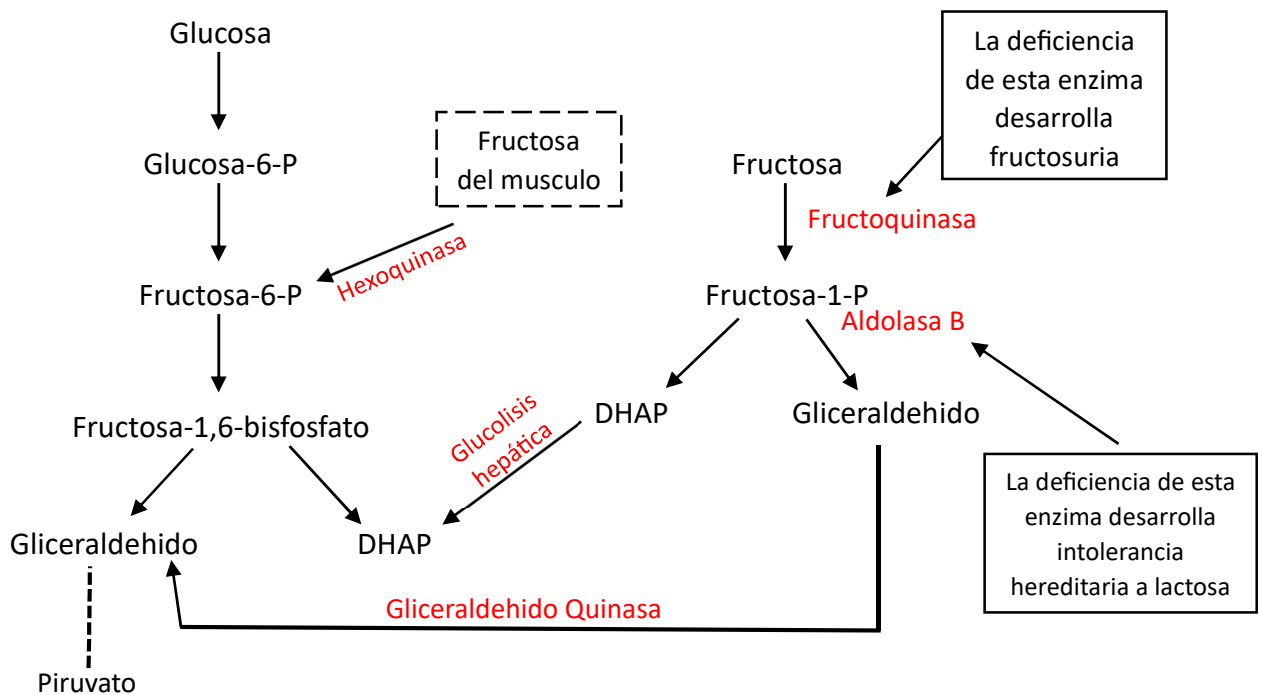 Glucosa
La deficiencia
de esta enzima
desarrolla
fructosuria
Glucosa-6-P
Fructosa
del musculo
Fructosa
Fructoquinasa
Hexoquinasa
Fructosa-6-P
Fructosa-1-P
Aldolasa B
Fructosa-1,6-bisfosfato
Glucolisis
hepática
DHAP
Gliceraldehido
La deficiencia de esta
enzima desarrolla
intolerancia
hereditaria a lactosa
Gliceraldehido
DHAP
Gliceraldehido Quinasa
Piruvato